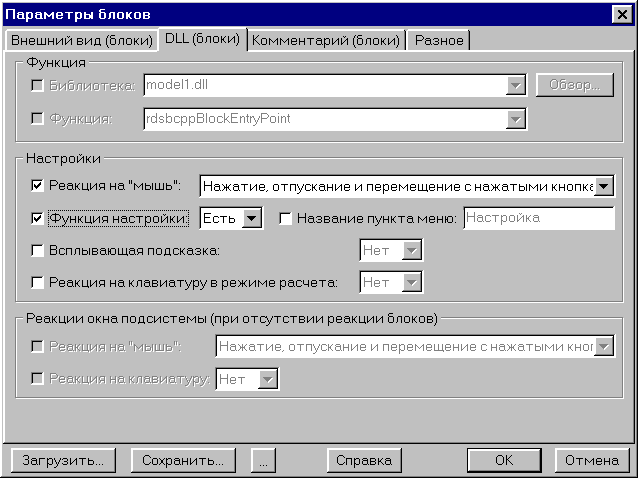 Параметры блоков
Внешний вид (блоки) DLL (блоки) Комментарий (блоки) Разное
Функция
Библиотека: model1.dll Обзор...
Функция: rdsbcppBlockEntryPoint
Настройки
Реакция на "мышь": Нажатие, отпускание и перемещение с нажатыми кнопка
Функция настройки: Есть Название пункта меню: Настройка
Всплывающая подсказка: Нет
Реакция на клавиатуру в режиме расчета: Нет
Реакции окна подсистемы (при отсутствии реакции блоков)
Реакция на "мышь": Нажатие, отпускание и перемещение с нажатыми кноп
Реакция на клавиатуру: Нет
Загрузить... Сохранить... ... Справка OK Отмена